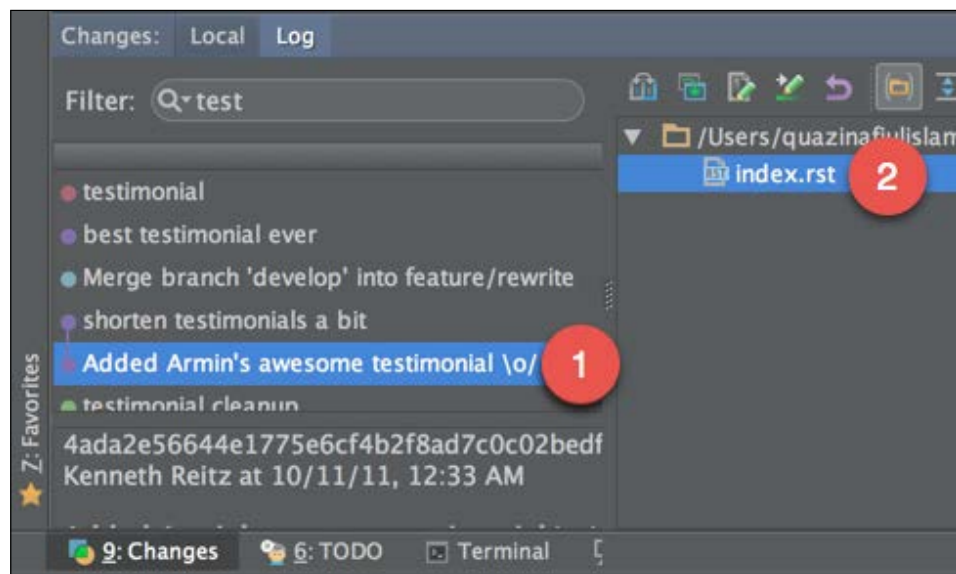 Changes: Local Log
Filter: test
/Users/quazinafiulislam
index.rst
2
testimonial
best testimonial ever
Merge branch 'develop' into feature/rewrite
shorten testimonials a bit
Added Armin's awesome testimonial \o/
1
testimonial cleanup
4ada2e56644e1775e6cf4b2f8ad7c0c02bedf
Kenneth Reitz at 10/11/11, 12:33 AM
Z: Favorites
9: Changes 6: TODO Terminal